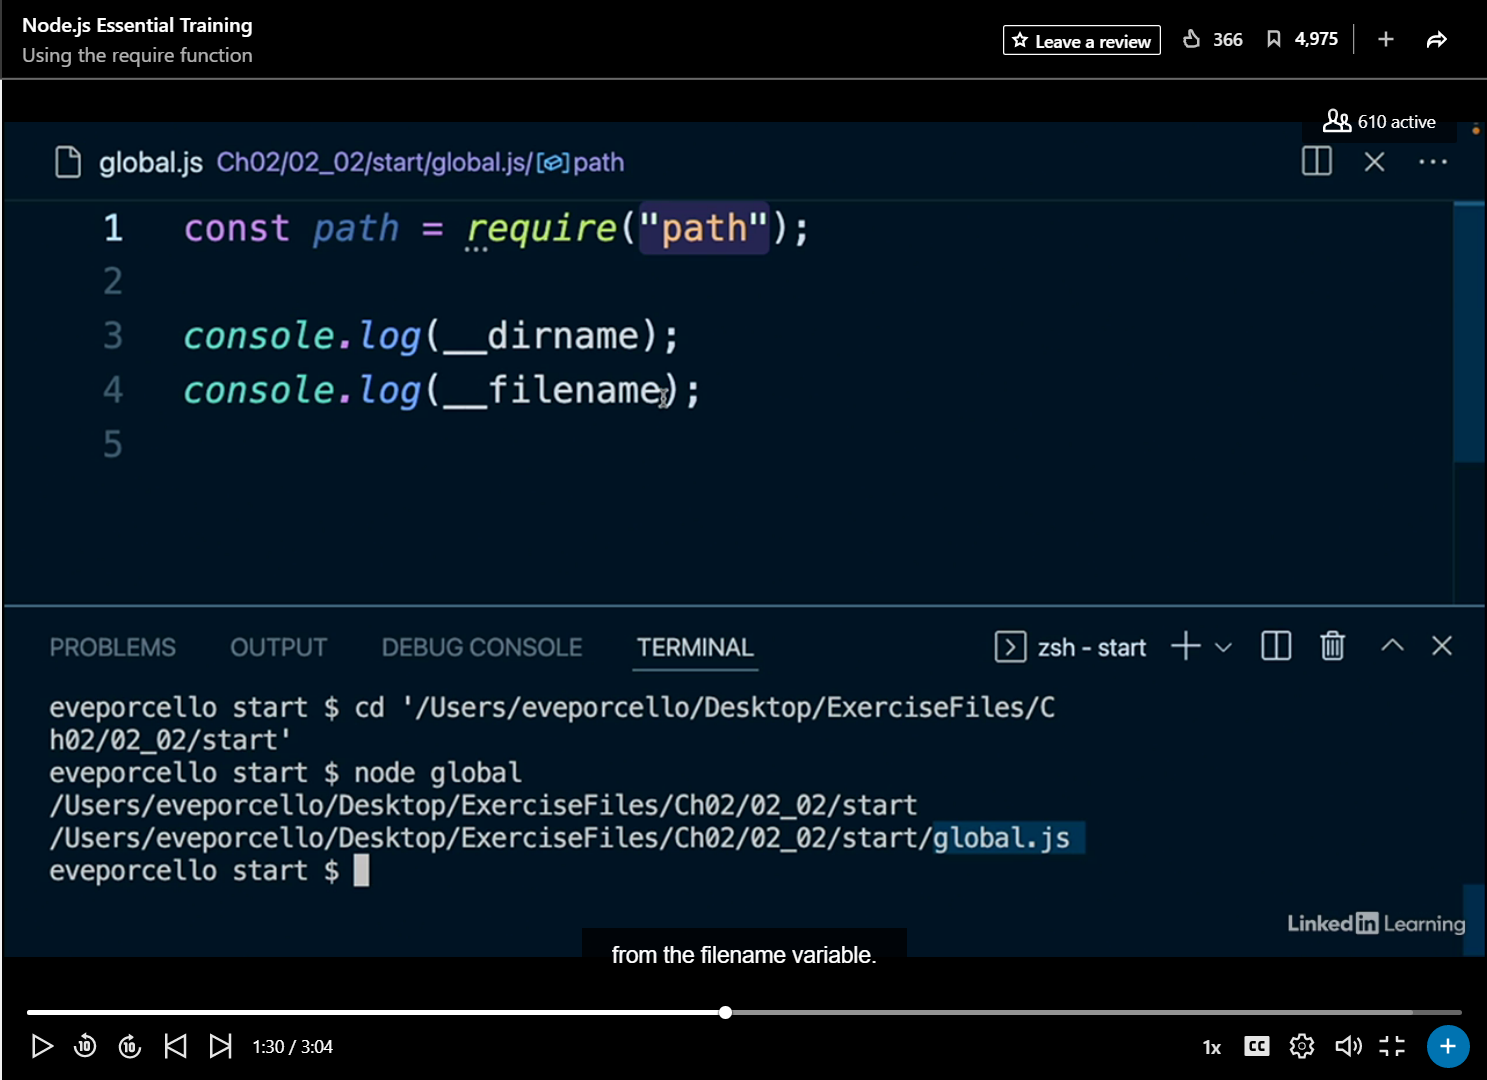 Node.js Essential Training
Using the require function
Leave a review
366
4,975
610 active
global.js Ch02/02_02/start/global.js/path
1 const path = require("path");
2
3 console.log(__dirname);
4 console.log(__filename);
5
PROBLEMS OUTPUT DEBUG CONSOLE TERMINAL
zsh - start
eveporcello start $ cd '/Users/eveporcello/Desktop/ExerciseFiles/C
h02/02_02/start'
eveporcello start $ node global
/Users/eveporcello/Desktop/ExerciseFiles/Ch02/02_02/start
/Users/eveporcello/Desktop/ExerciseFiles/Ch02/02_02/start/global.js
eveporcello start $
LinkedIn Learning
from the filename variable.
10 10 1:30 / 3:04
1x CC